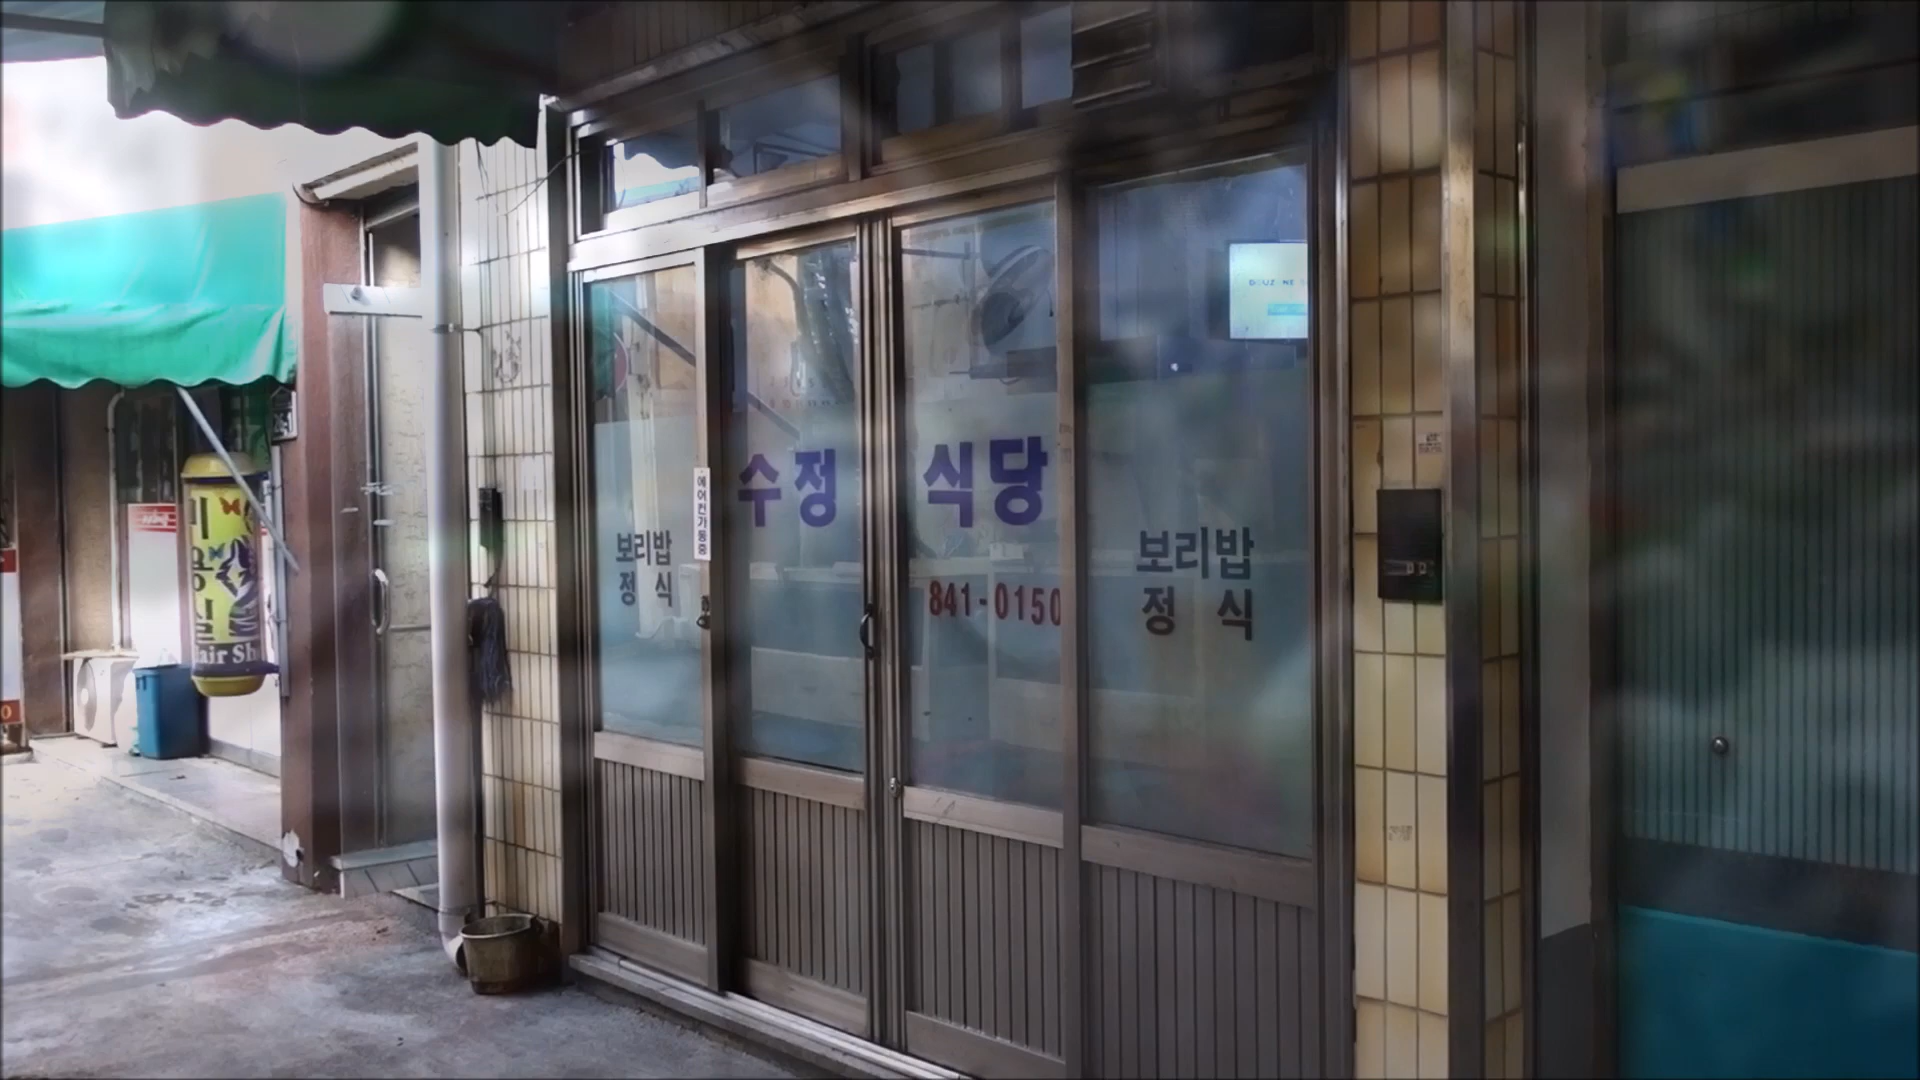 미용실
Hair Sh
에어컨가동중
수정 식당
841-0150
보리밥
정 식
보리밥
정 식